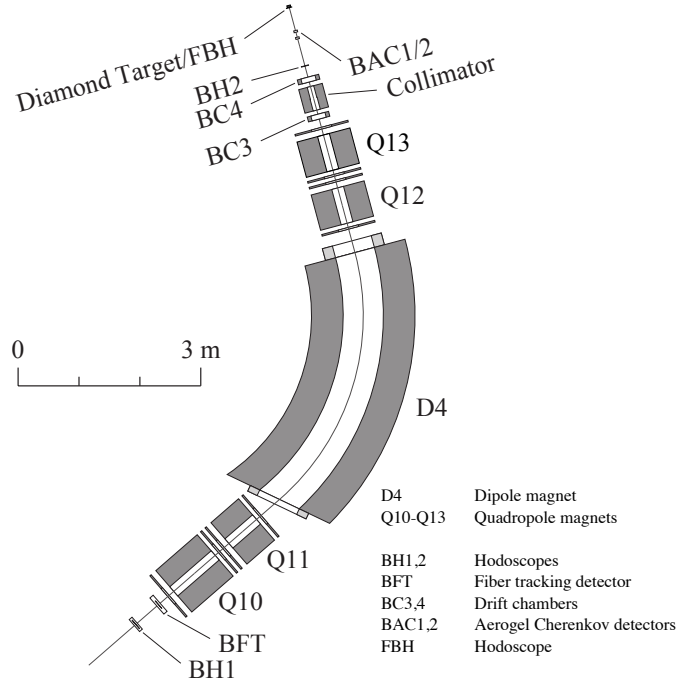 Diamond Target/FBH
BAC1/2
BH2
BC4
Collimator
BC3
Q13
Q12
0 3 m
D4
D4 Dipole magnet
Q10-Q13 Quadropole magnets
BH1,2 Hodoscopes
BFT Fiber tracking detector
BC3,4 Drift chambers
BAC1,2 Aerogel Cherenkov detectors
FBH Hodoscope
Q11
Q10
BFT
BH1